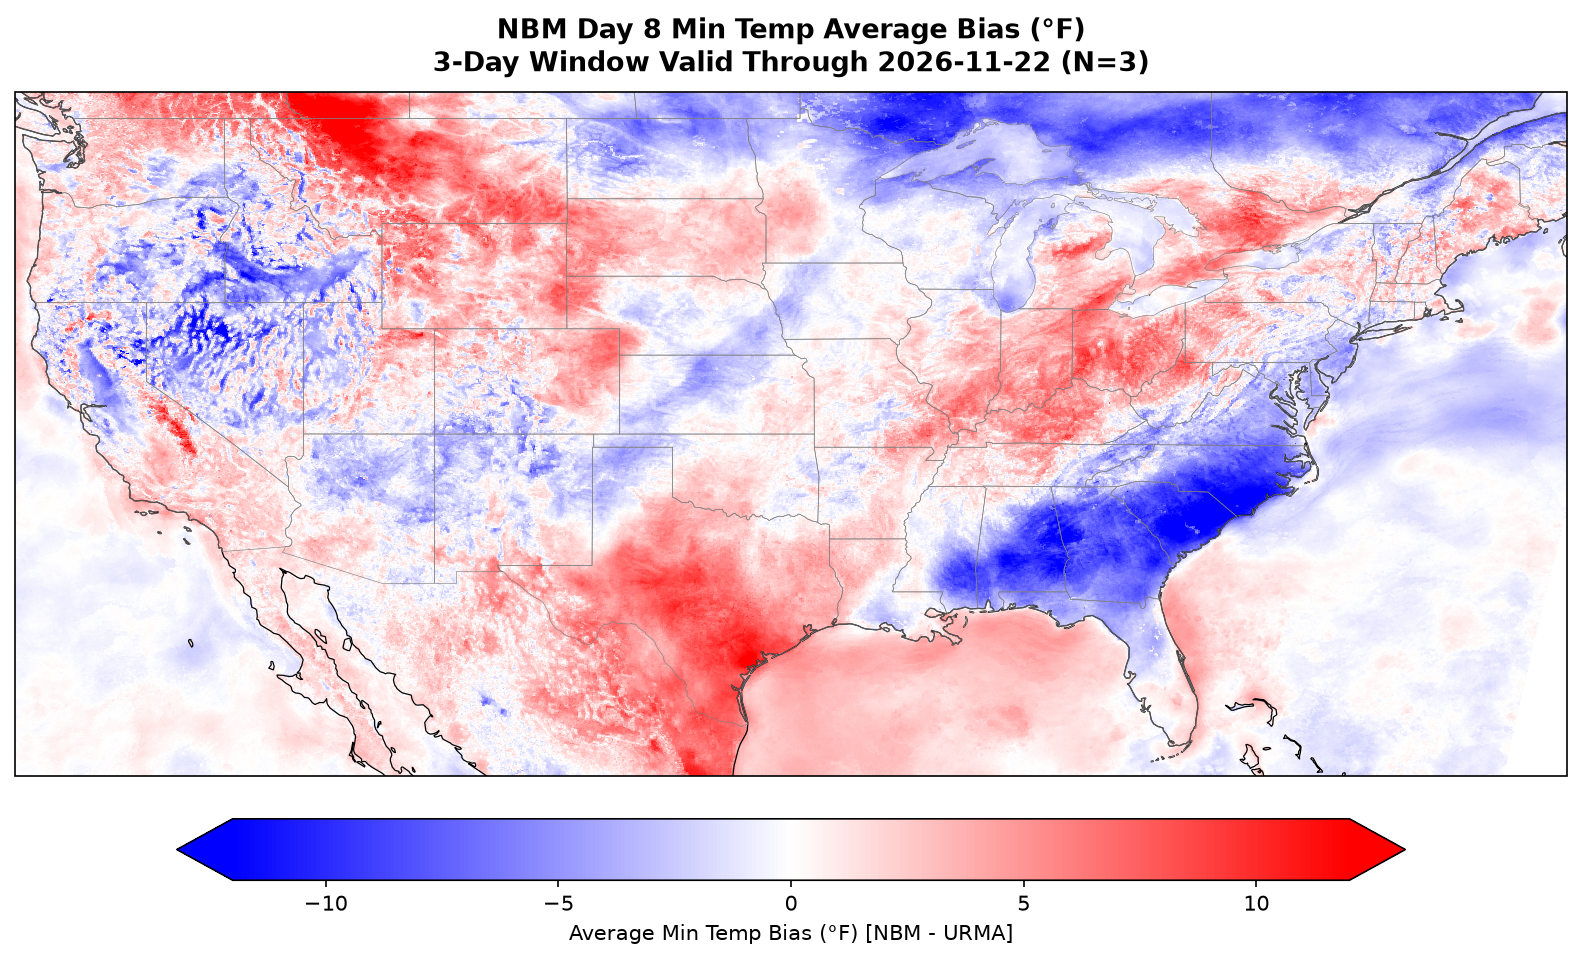 NBM Day 8 Min Temp Average Bias (°F)
3-Day Window Valid Through 2026-11-22 (N=3)
−10 −5 0 5 10
Average Min Temp Bias (°F) [NBM - URMA]